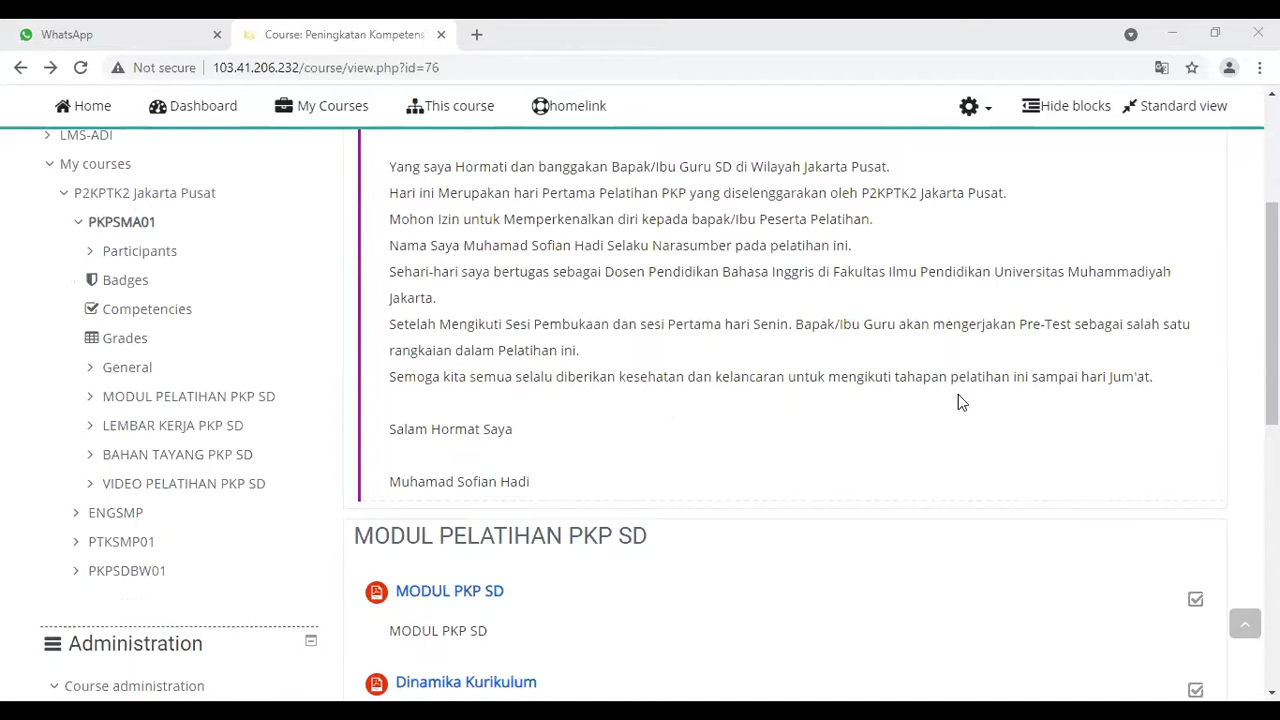 WhatsApp
Course: Peningkatan Kompetens
Not secure
103.41.206.232/course/view.php?id=76
Home
Dashboard
My Courses
This course
homelink
Hide blocks
Standard view
LMS-ADI
My courses
P2KPTK2 Jakarta Pusat
PKPSMA01
Participants
Badges
Competencies
Grades
General
MODUL PELATIHAN PKP SD
LEMBAR KERJA PKP SD
BAHAN TAYANG PKP SD
VIDEO PELATIHAN PKP SD
ENGSMP
PTKSMP01
PKPSDBW01
Administration
Course administration
Yang saya Hormati dan banggakan Bapak/Ibu Guru SD di Wilayah Jakarta Pusat.
Hari ini Merupakan hari Pertama Pelatihan PKP yang diselenggarakan oleh P2KPTK2 Jakarta Pusat.
Mohon Izin untuk Memperkenalkan diri kepada bapak/Ibu Peserta Pelatihan.
Nama Saya Muhamad Sofian Hadi Selaku Narasumber pada pelatihan ini.
Sehari-hari saya bertugas sebagai Dosen Pendidikan Bahasa Inggris di Fakultas Ilmu Pendidikan Universitas Muhammadiyah
Jakarta.
Setelah Mengikuti Sesi Pembukaan dan sesi Pertama hari Senin. Bapak/Ibu Guru akan mengerjakan Pre-Test sebagai salah satu
rangkaian dalam Pelatihan ini.
Semoga kita semua selalu diberikan kesehatan dan kelancaran untuk mengikuti tahapan pelatihan ini sampai hari Jum'at.
Salam Hormat Saya
Muhamad Sofian Hadi
MODUL PELATIHAN PKP SD
MODUL PKP SD
MODUL PKP SD
Dinamika Kurikulum